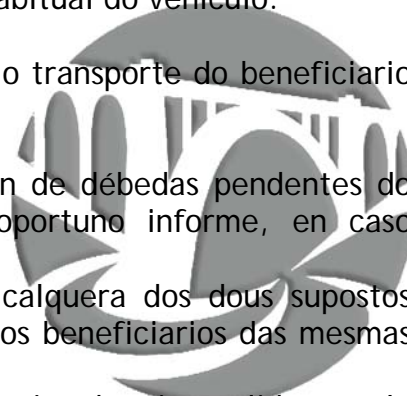 habitual do vehículo.
o transporte do beneficiario
n de débedas pendentes do
oportuno informe, en caso
calquera dos dous supostos
os beneficiarios das mesmas